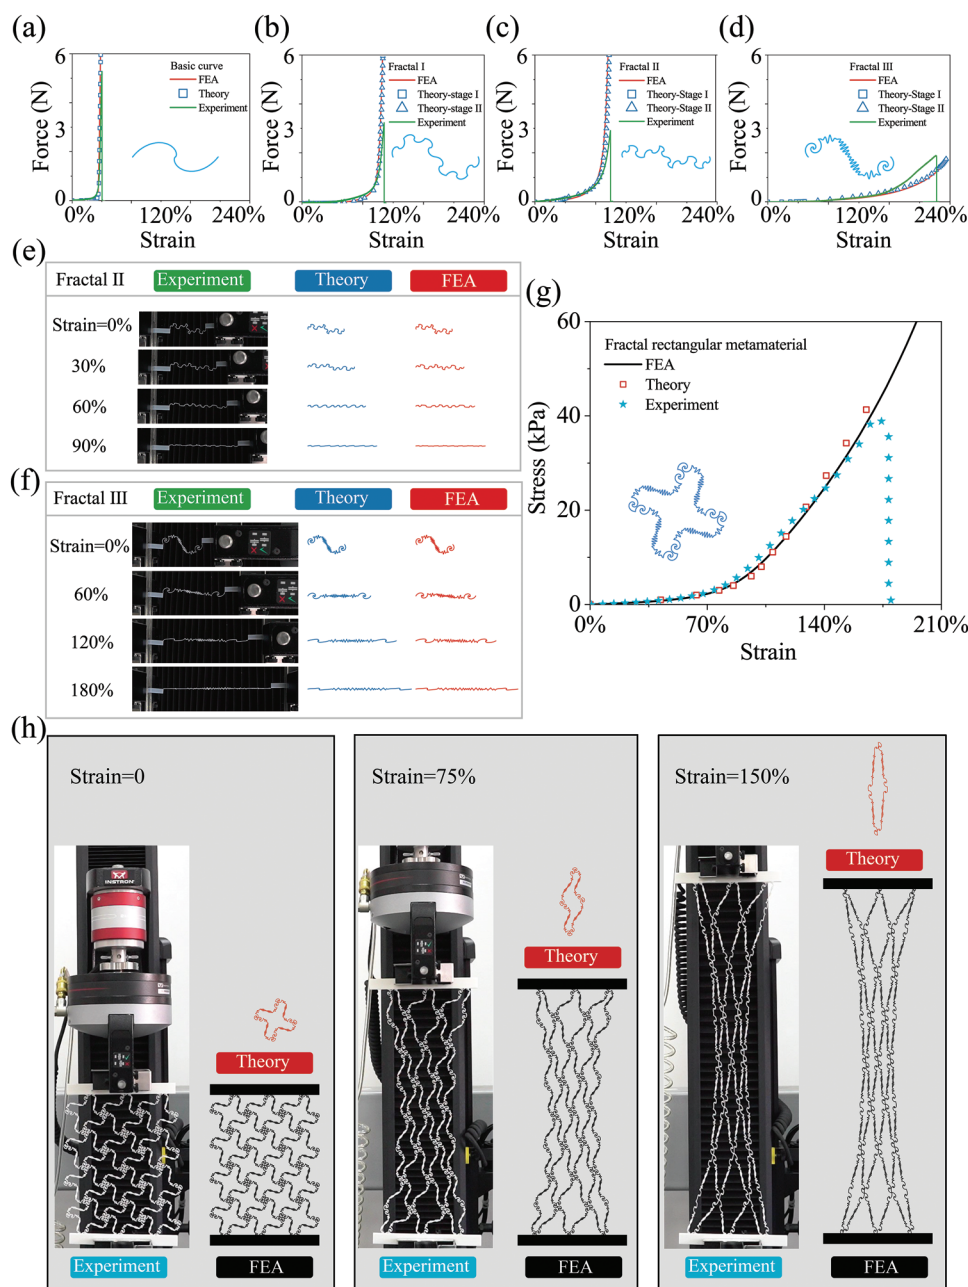 (a)
6
3
0
Force (N)
Basic curve
FEA
Theory
Experiment
0% 120% 240%
Strain
(b)
6
3
0
Force (N)
Fractal I
FEA
Theory-stage I
Theory-stage II
Experiment
0% 120% 240%
Strain
(c)
6
3
0
Force (N)
Fractal II
FEA
Theory-Stage I
Theory-Stage II
Experiment
0% 120% 240%
Strain
(d)
6
3
0
Force (N)
Fractal III
FEA
Theory-Stage I
Theory-Stage II
Experiment
0% 120% 240%
Strain
(e)
Fractal II Experiment Theory FEA
Strain=0%
30%
60%
90%
(f)
Fractal III Experiment Theory FEA
Strain=0%
60%
120%
180%
(g)
60
40
20
0
Stress (kPa)
Fractal rectangular metamaterial
FEA
Theory
Experiment
0% 70% 140% 210%
Strain
(h)
Strain=0
INSTRON
Theory
Experiment FEA
Strain=75%
Theory
Experiment FEA
Strain=150%
Theory
Experiment FEA